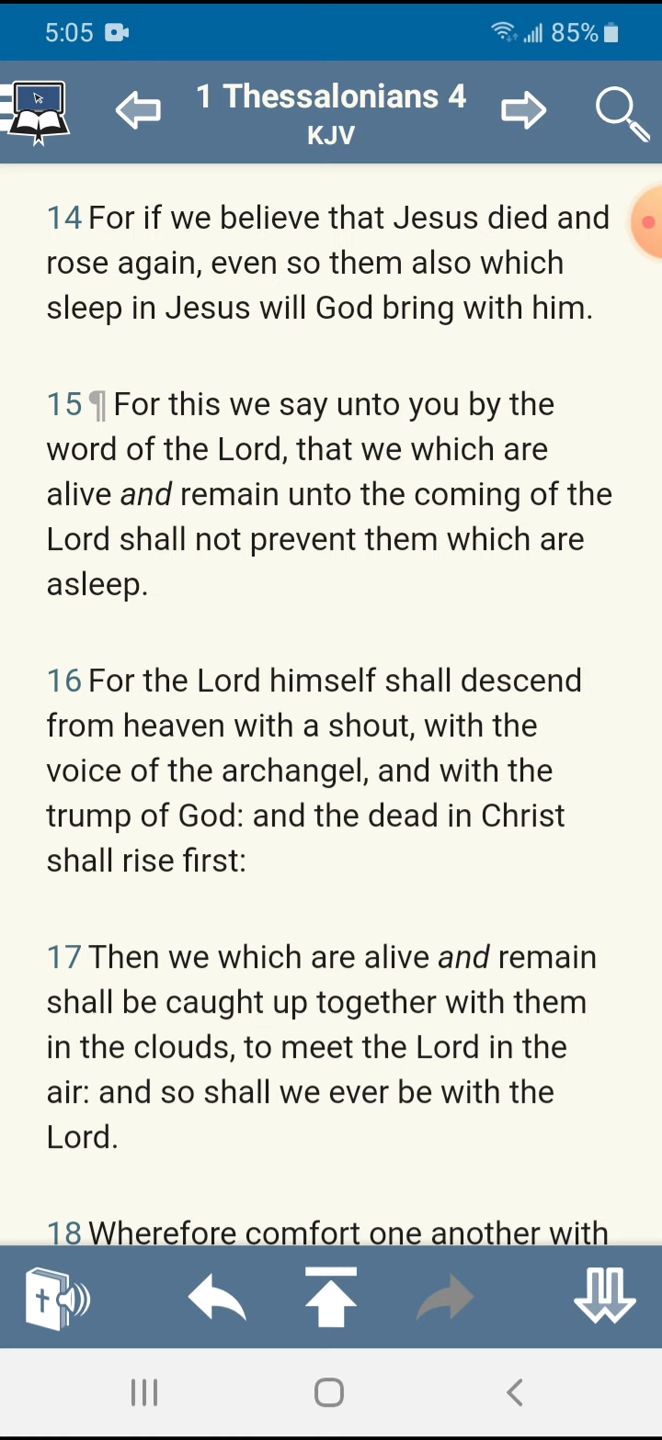 5:05
85%
1 Thessalonians 4
KJV
14 For if we believe that Jesus died and
rose again, even so them also which
sleep in Jesus will God bring with him.
15 ¶ For this we say unto you by the
word of the Lord, that we which are
alive and remain unto the coming of the
Lord shall not prevent them which are
asleep.
16 For the Lord himself shall descend
from heaven with a shout, with the
voice of the archangel, and with the
trump of God: and the dead in Christ
shall rise first:
17 Then we which are alive and remain
shall be caught up together with them
in the clouds, to meet the Lord in the
air: and so shall we ever be with the
Lord.
18 Wherefore comfort one another with